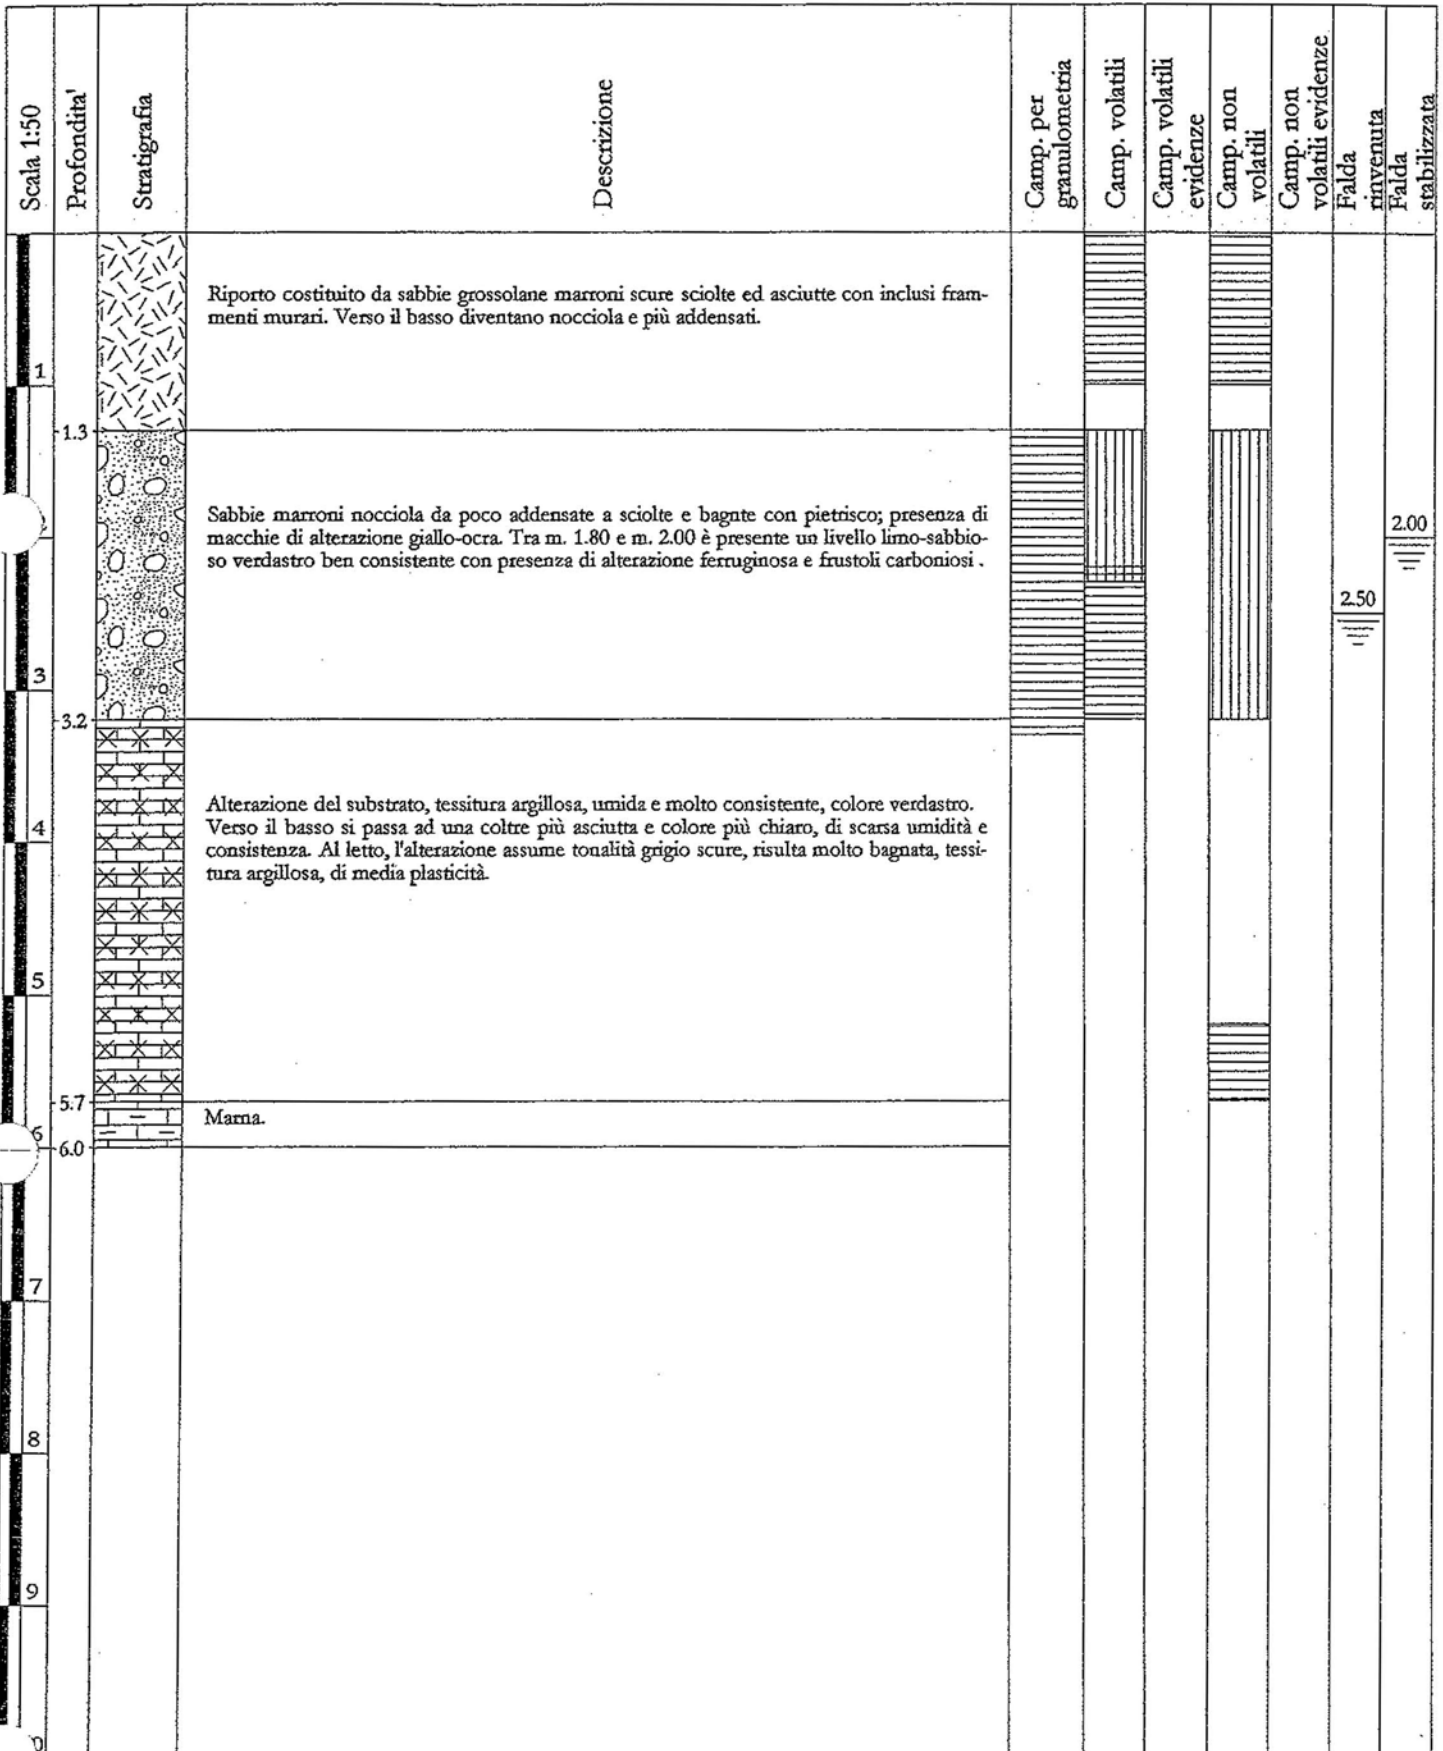 Scala 1:50
Profondita'
Stratigrafia
Descrizione
Camp. per
granulometria
Camp. volatili
Camp. volatili
evidenze
Camp. non
volatili
Camp. non
volatili evidenze
Falda
rinvenuta
Falda
stabilizzata
Riporto costituito da sabbie grossolane marroni scure sciolte ed asciutte con inclusi fram-
menti murari. Verso il basso diventano nocciola e più addensati.
1
1.3
Sabbie marroni nocciola da poco addensate a sciolte e bagnte con pietrisco; presenza di
macchie di alterazione giallo-ocra. Tra m. 1.80 e m. 2.00 è presente un livello limo-sabbio-
so verdastro ben consistente con presenza di alterazione ferruginosa e frustoli carboniosi .
2.00
2.50
3
3.2
Alterazione del substrato, tessitura argillosa, umida e molto consistente, colore verdastro.
Verso il basso si passa ad una coltre più asciutta e colore più chiaro, di scarsa umidità e
consistenza. Al letto, l'alterazione assume tonalità grigio scure, risulta molto bagnata, tessi-
tura argillosa, di media plasticità.
4
5
5.7
Marna.
6
6.0
7
8
9
0